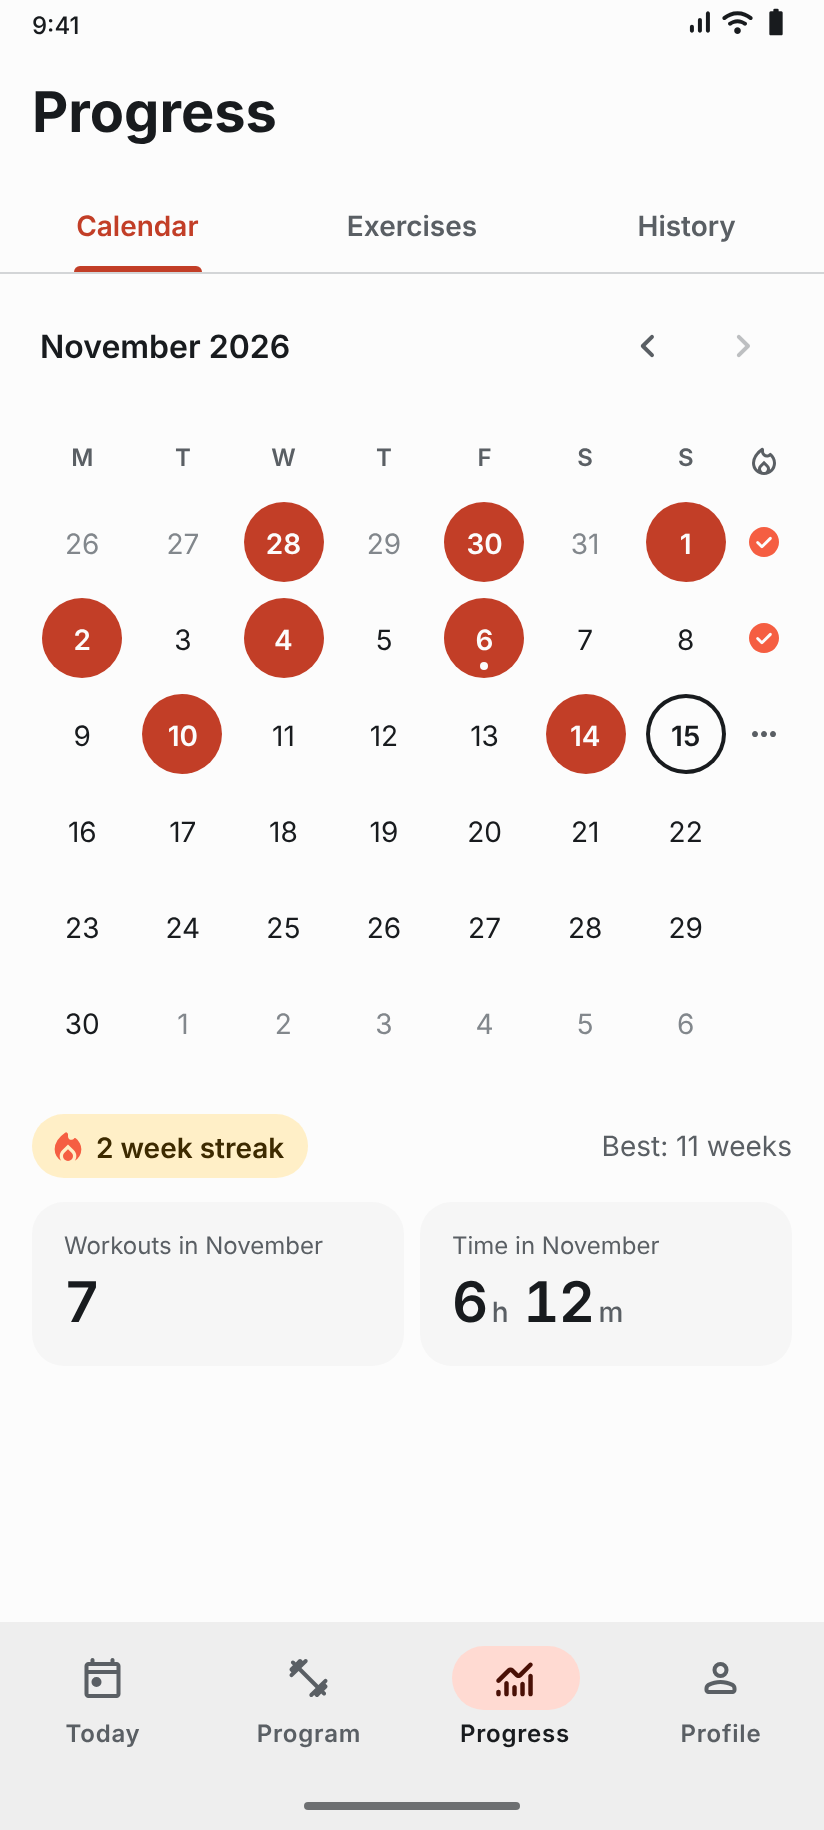 9:41
Progress
Calendar Exercises History
November 2026
M T W T F S S
26 27 28 29 30 31 1
2 3 4 5 6 7 8
9 10 11 12 13 14 15
16 17 18 19 20 21 22
23 24 25 26 27 28 29
30 1 2 3 4 5 6
2 week streak Best: 11 weeks
Workouts in November Time in November
7 6 h 12 m
Today Program Progress Profile